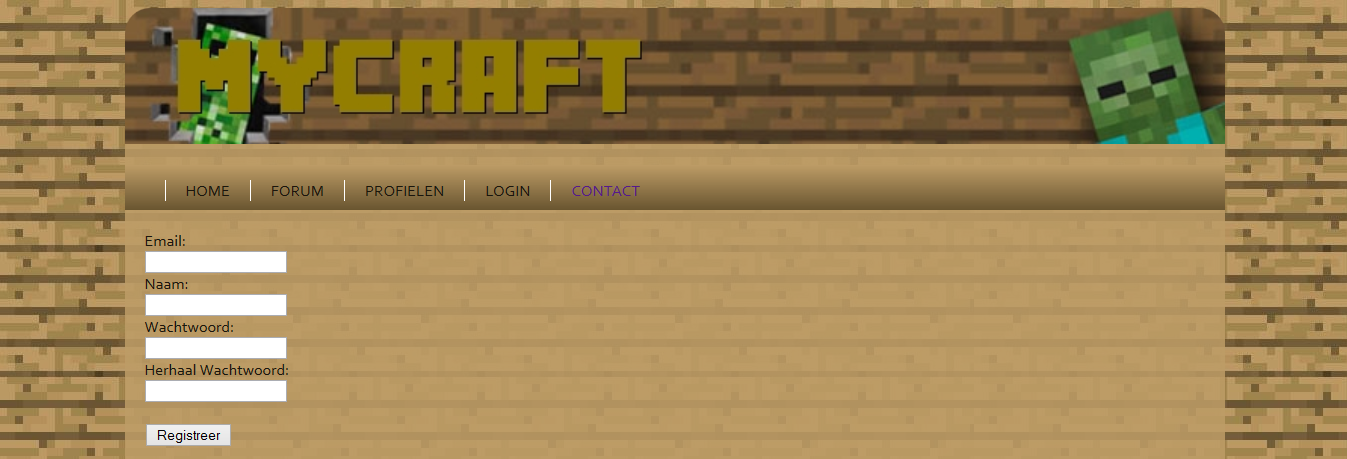 MYCRAFT
HOME FORUM PROFIELEN LOGIN CONTACT
Email:
Naam:
Wachtwoord:
Herhaal Wachtwoord:
Registreer